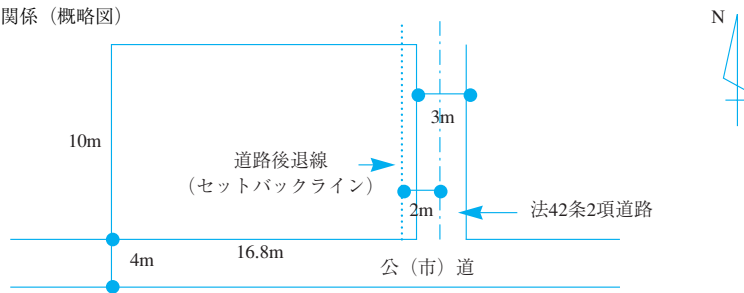 関係（概略図）
N
3m
10m
道路後退線
（セットバックライン）
2m
法42条2項道路
16.8m
4m
公（市）道